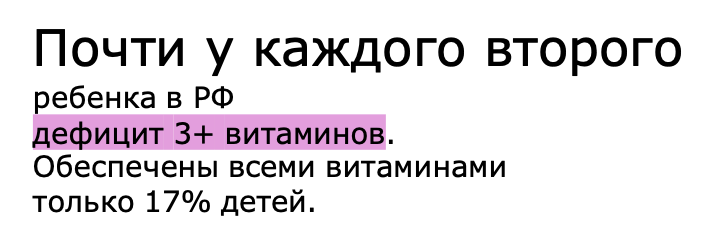 Почти у каждого второго
ребенка в РФ
дефицит 3+ витаминов.
Обеспечены всеми витаминами
только 17% детей.